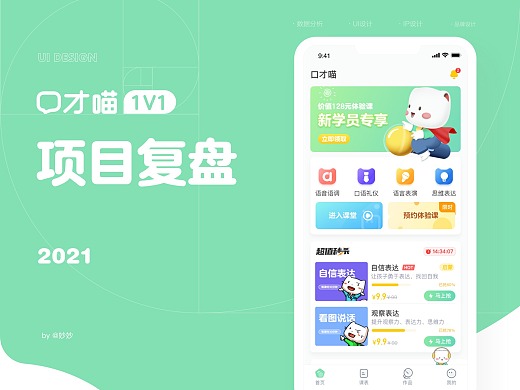 · 数据分析 · UI设计 · IP设计 · 品牌设计
UI DESIGN
口才喵 1V1
项目复盘
2021
by @妙妙
9:41
口才喵
价值128元体验课
新学员专享
立即领取
语音语调 口语礼仪 语言表演 思维表达
进入课堂 预约体验课
限时
超值秒杀 14:34:07
自信表达
自信表达 HOT
让孩子勇于表达，找回自我
¥9.9
马上抢
看图说话
观察表达
提升观察力、表达力、思维力
¥9.9
马上抢
首页 课表 作品 我的